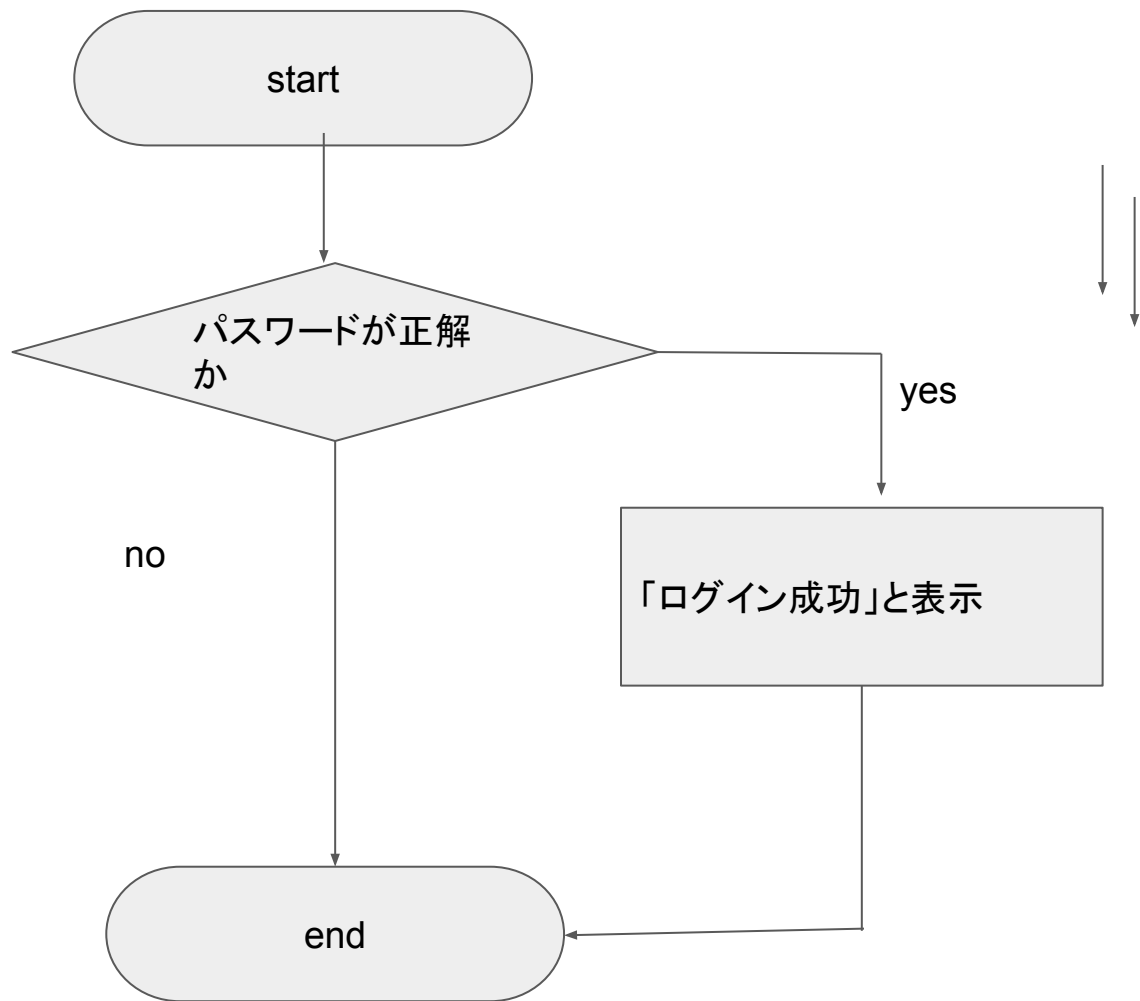 start
パスワードが正解
か
yes
no
「ログイン成功」と表示
end